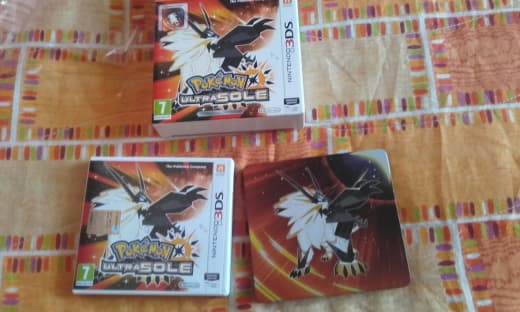 The Pokémon Company
NINTENDO 3DS
POKéMON
ULTRASOLE
7
The Pokémon Company
NINTENDO 3DS
POKéMON
ULTRASOLE
7